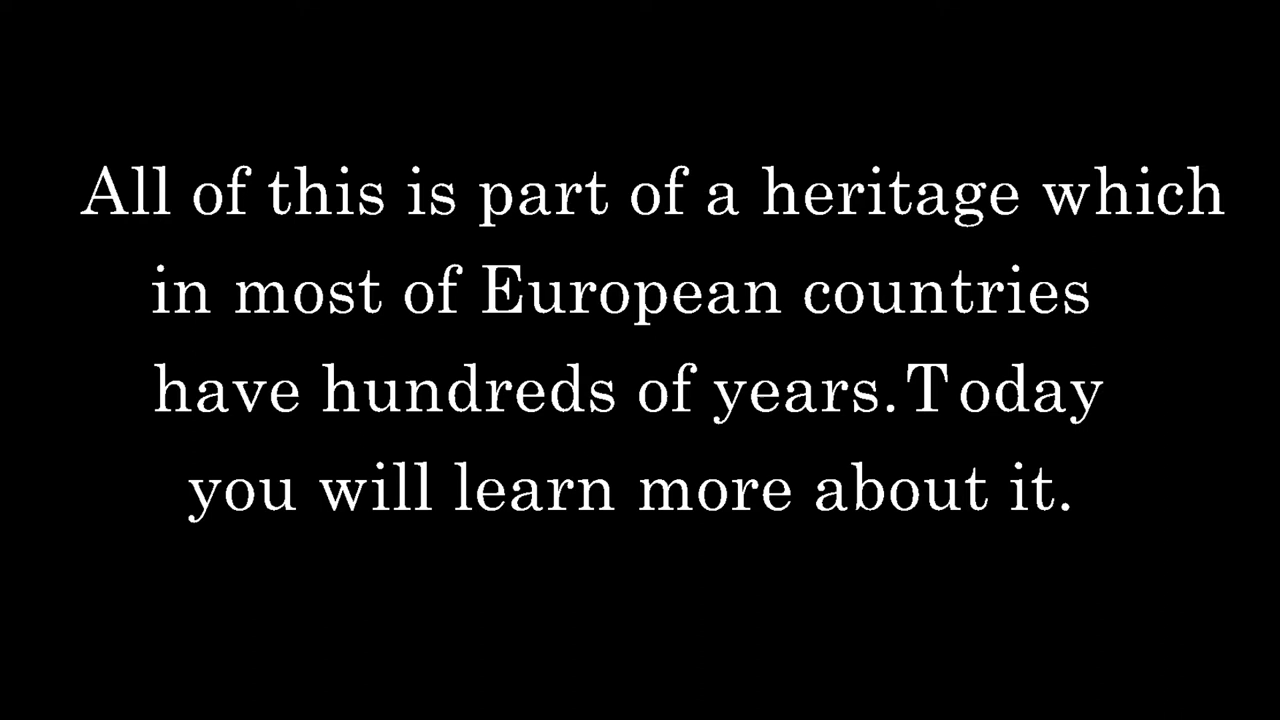 All of this is part of a heritage which
in most of European countries
have hundreds of years.Today
you will learn more about it.